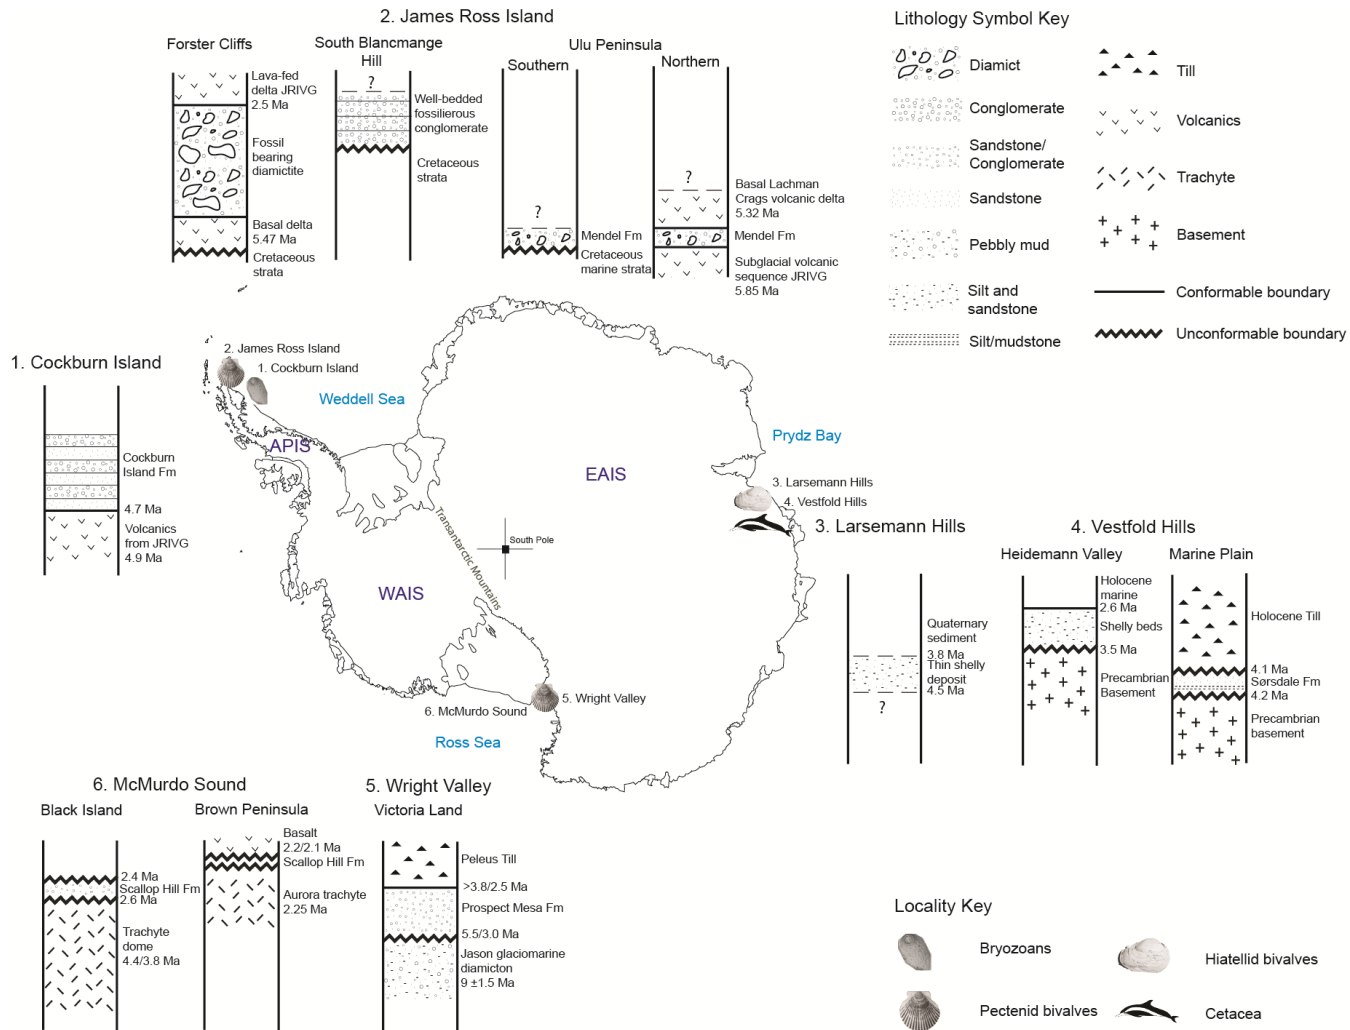 2. James Ross Island
Forster Cliffs
South Blancmange
Hill
Ulu Peninsula
Southern
Northern
Lava-fed
delta JRIVG
2.5 Ma
Fossil
bearing
diamictite
Basal delta
5.47 Ma
Cretaceous
strata
?
Well-bedded
fossilierous
conglomerate
Cretaceous
strata
?
Mendel Fm
Cretaceous
marine strata
?
Basal Lachman
Crags volcanic delta
5.32 Ma
Mendel Fm
Subglacial volcanic
sequence JRIVG
5.85 Ma
Lithology Symbol Key
Diamict
Conglomerate
Sandstone/
Conglomerate
Sandstone
Pebbly mud
Silt and
sandstone
Silt/mudstone
Till
Volcanics
Trachyte
Basement
Conformable boundary
Unconformable boundary
1. Cockburn Island
Cockburn
Island Fm
4.7 Ma
Volcanics
from JRIVG
4.9 Ma
2. James Ross Island
1. Cockburn Island
Weddell Sea
APIS
EAIS
WAIS
Transantarctic Mountains
South Pole
Prydz Bay
3. Larsemann Hills
4. Vestfold Hills
5. Wright Valley
6. McMurdo Sound
Ross Sea
3. Larsemann Hills
Quaternary
sediment
3.8 Ma
Thin shelly
deposit
4.5 Ma
?
4. Vestfold Hills
Heidemann Valley
Marine Plain
Holocene
marine
2.6 Ma
Shelly beds
3.5 Ma
Precambrian
Basement
Holocene Till
4.1 Ma
Sørsdale Fm
4.2 Ma
Precambrian
basement
6. McMurdo Sound
Black Island
Brown Peninsula
2.4 Ma
Scallop Hill Fm
2.6 Ma
Trachyte
dome
4.4/3.8 Ma
Basalt
2.2/2.1 Ma
Scallop Hill Fm
Aurora trachyte
2.25 Ma
5. Wright Valley
Victoria Land
Peleus Till
>3.8/2.5 Ma
Prospect Mesa Fm
5.5/3.0 Ma
Jason glaciomarine
diamicton
9 ±1.5 Ma
Locality Key
Bryozoans
Hiatellid bivalves
Pectenid bivalves
Cetacea